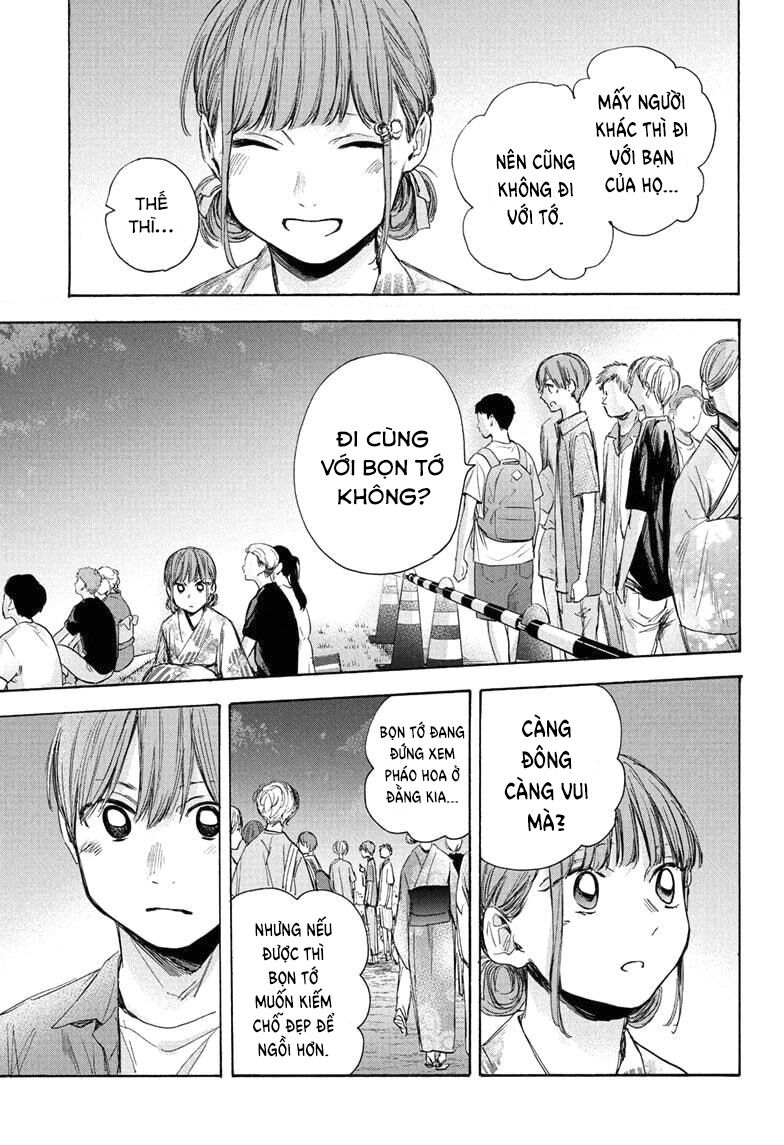 MẤY NGƯỜI
KHÁC THÌ ĐI
VỚI BẠN
CỦA HỌ...
NÊN CŨNG
KHÔNG ĐI
VỚI TỚ.
THẾ
THÌ...
ĐI CÙNG
VỚI BỌN TỚ
KHÔNG?
CÀNG
ĐÔNG
CÀNG VUI
MÀ?
BỌN TỚ ĐANG
ĐỨNG XEM
PHÁO HOA Ở
ĐẰNG KIA...
NHƯNG NẾU
ĐƯỢC THÌ
BỌN TỚ
MUỐN KIẾM
CHỖ ĐẸP ĐỂ
NGỒI HƠN.